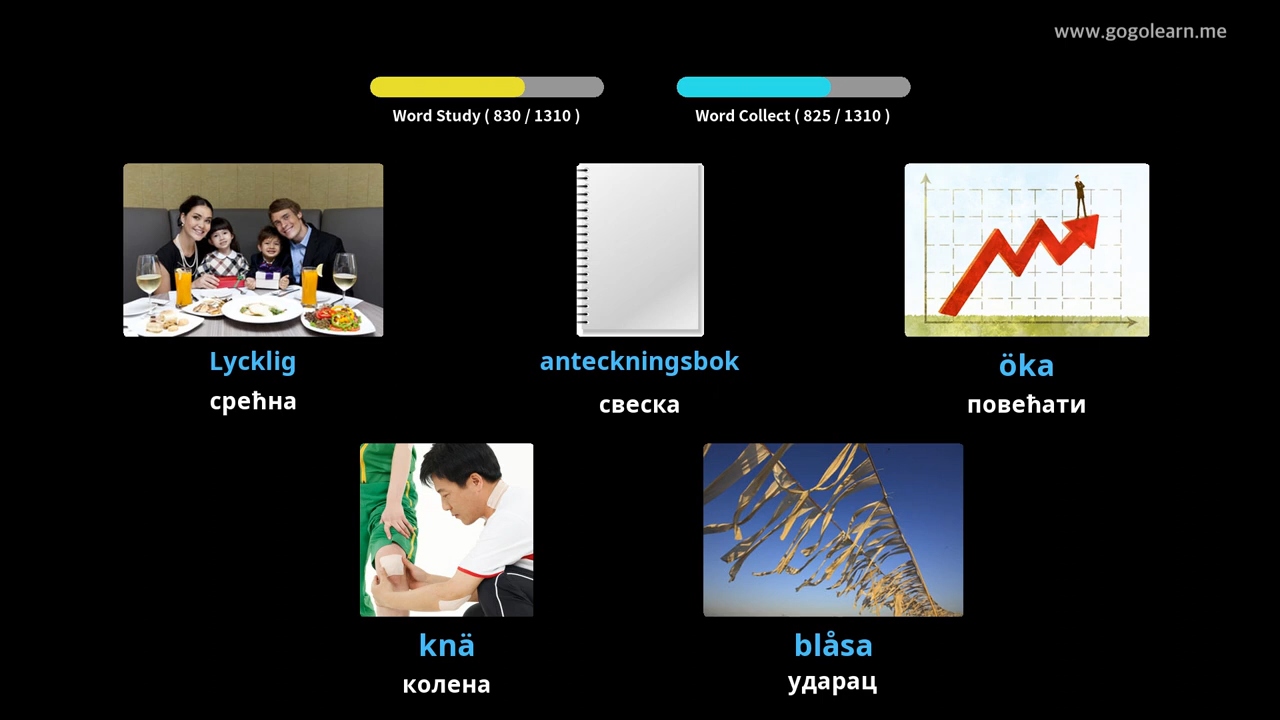 www.gogolearn.me
Word Study ( 830 / 1310 )
Word Collect ( 825 / 1310 )
Lycklig
срећна
anteckningsbok
свеска
öka
повећати
knä
колена
blåsa
ударац